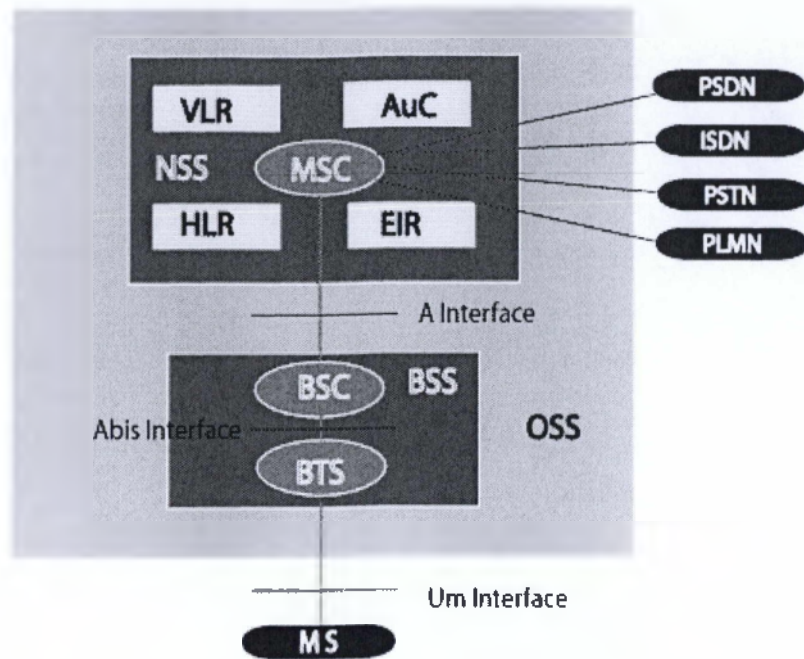 VLR
AuC
NSS
MSC
HLR
EIR
PSDN
ISDN
PSTN
PLMN
A Interface
BSC
BSS
Abis Interface
BTS
OSS
Um Interface
MS